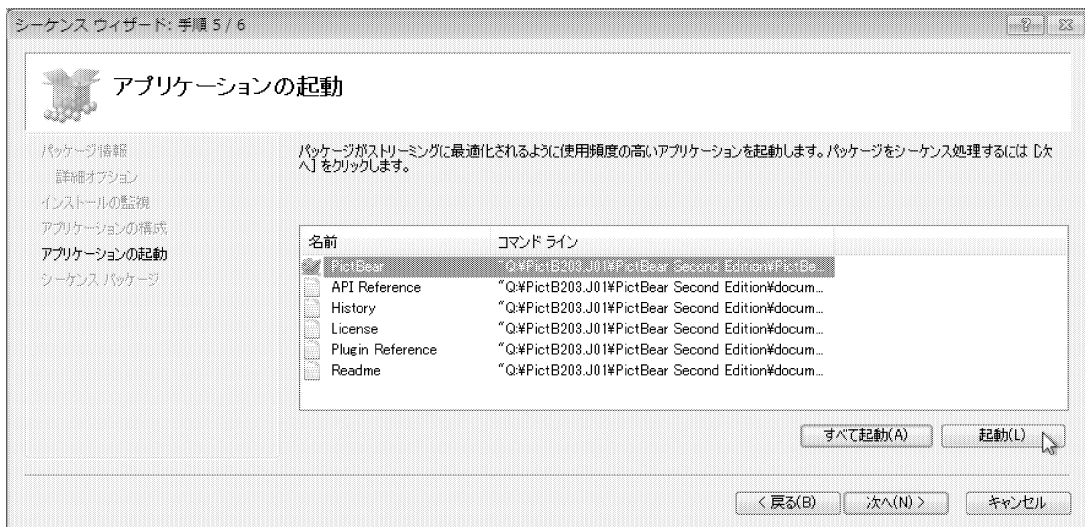 シーケンス ウィザード: 手順 5 / 6
アプリケーションの起動
パッケージ情報
詳細オプション
インストールの監視
アプリケーションの構成
アプリケーションの起動
シーケンス パッケージ
パッケージがストリーミングに最適化されるように使用頻度の高いアプリケーションを起動します。パッケージをシーケンス処理するには [次
へ] をクリックします。
名前 コマンド ライン
PictBear "Q:¥PictB203.J01¥PictBear Second Edition¥PictBe...
API Reference "Q:¥PictB203.J01¥PictBear Second Edition¥docum...
History "Q:¥PictB203.J01¥PictBear Second Edition¥docum...
License "Q:¥PictB203.J01¥PictBear Second Edition¥docum...
Plugin Reference "Q:¥PictB203.J01¥PictBear Second Edition¥docum...
Readme "Q:¥PictB203.J01¥PictBear Second Edition¥docum...
すべて起動(A) 起動(L)
< 戻る(B) 次へ(N) > キャンセル